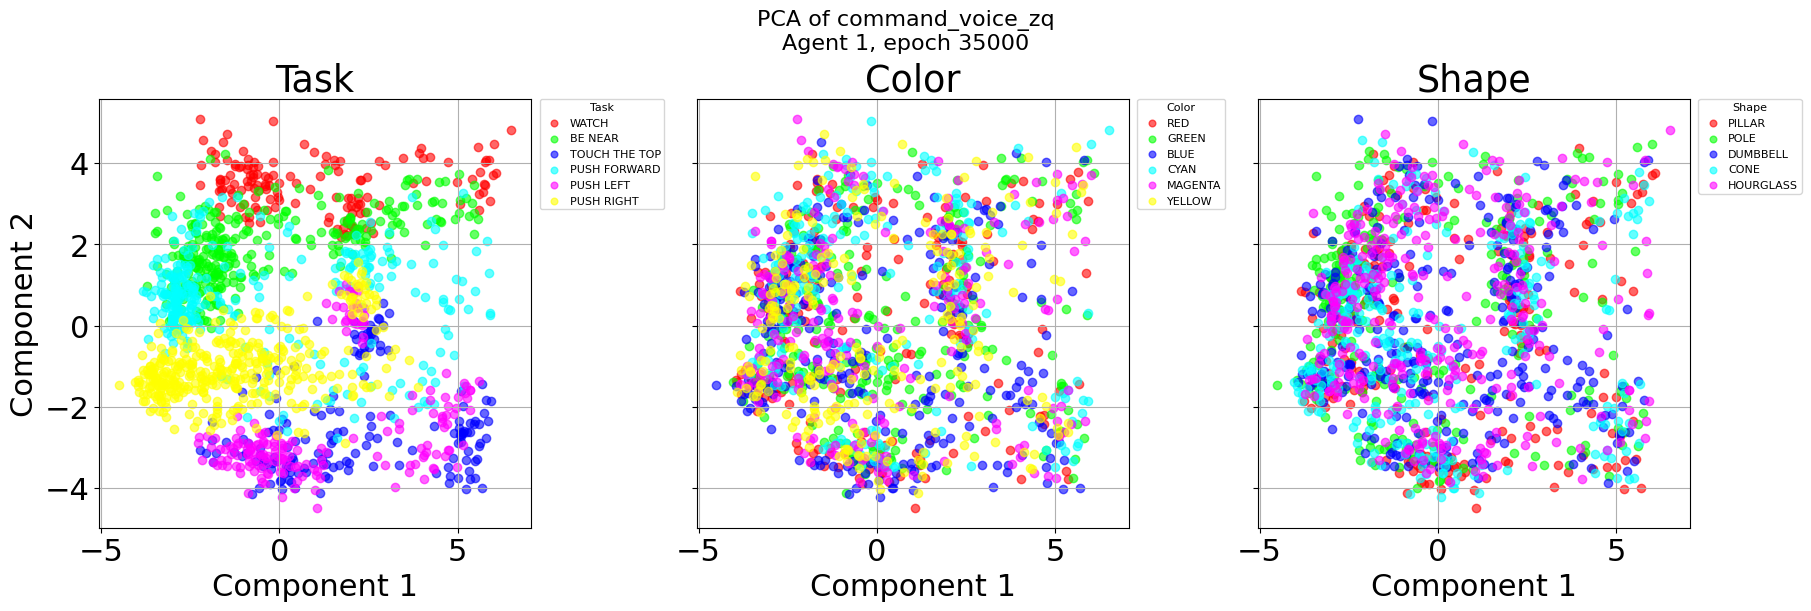 PCA of command_voice_zq
Agent 1, epoch 35000
Task
Component 2
4
2
0
−2
−4
−5 0 5
Component 1
Task
WATCH
BE NEAR
TOUCH THE TOP
PUSH FORWARD
PUSH LEFT
PUSH RIGHT
Color
−5 0 5
Component 1
Color
RED
GREEN
BLUE
CYAN
MAGENTA
YELLOW
Shape
−5 0 5
Component 1
Shape
PILLAR
POLE
DUMBBELL
CONE
HOURGLASS